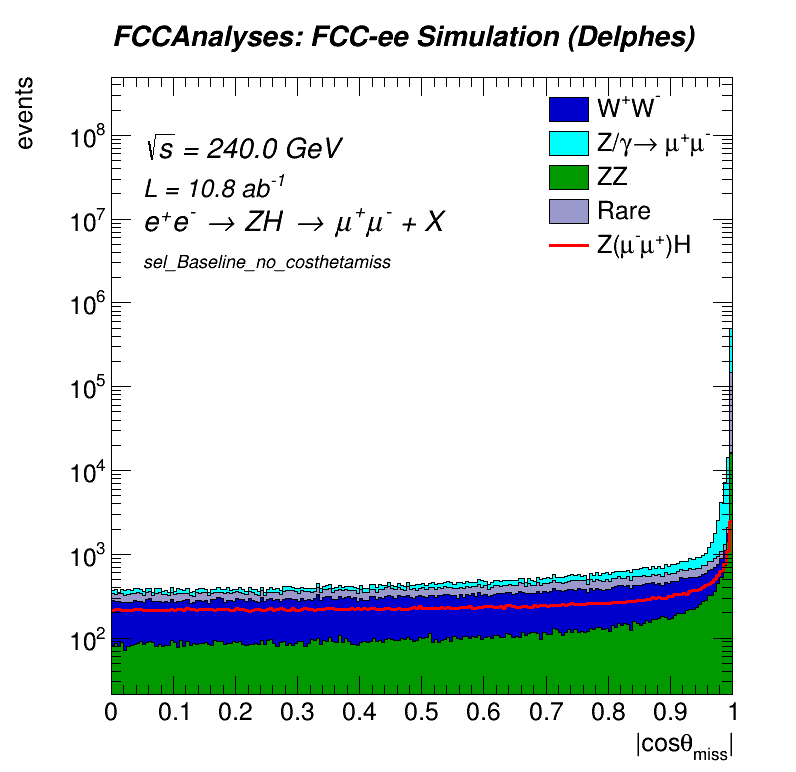 FCCAnalyses: FCC-ee Simulation (Delphes)
events
√s = 240.0 GeV
L = 10.8 ab⁻¹
e⁺e⁻ → ZH → μ⁺μ⁻ + X
sel_Baseline_no_costhetamiss
W⁺W⁻
Z/γ→ μ⁺μ⁻
ZZ
Rare
Z(μ⁻μ⁺)H
10⁸
10⁷
10⁶
10⁵
10⁴
10³
10²
0 0.1 0.2 0.3 0.4 0.5 0.6 0.7 0.8 0.9 1
|cosθ_miss|